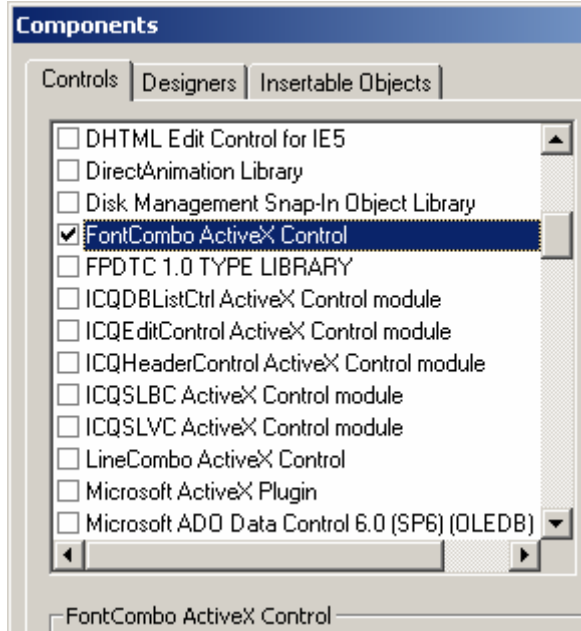 Components
Controls Designers Insertable Objects
DHTML Edit Control for IE5
DirectAnimation Library
Disk Management Snap-In Object Library
FontCombo ActiveX Control
FPDTC 1.0 TYPE LIBRARY
ICQDBListCtrl ActiveX Control module
ICQEditControl ActiveX Control module
ICQHeaderControl ActiveX Control module
ICQSLBC ActiveX Control module
ICQSLVC ActiveX Control module
LineCombo ActiveX Control
Microsoft ActiveX Plugin
Microsoft ADO Data Control 6.0 (SP6) (OLEDB)
FontCombo ActiveX Control